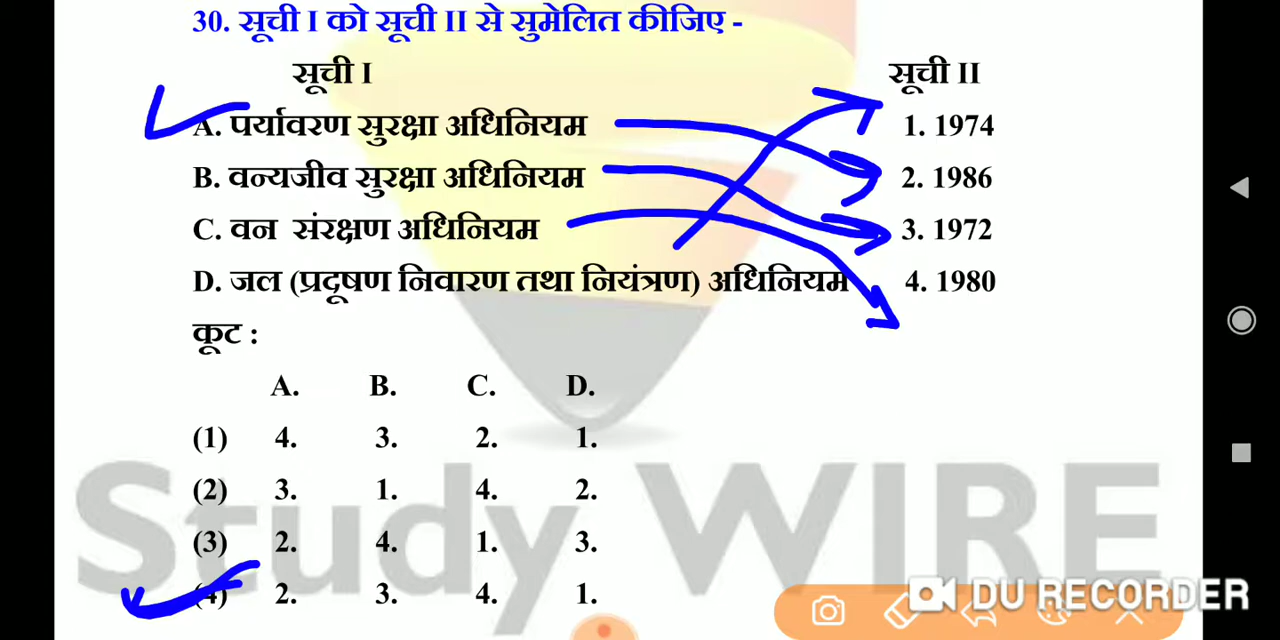 30. सूची I को सूची II से सुमेलित कीजिए -
सूची I सूची II
A. पर्यावरण सुरक्षा अधिनियम 1. 1974
B. वन्यजीव सुरक्षा अधिनियम 2. 1986
C. वन संरक्षण अधिनियम 3. 1972
D. जल (प्रदूषण निवारण तथा नियंत्रण) अधिनियम 4. 1980
कूट :
A. B. C. D.
(1) 4. 3. 2. 1.
(2) 3. 1. 4. 2.
(3) 2. 4. 1. 3.
(4) 2. 3. 4. 1.
Study WIRE
DU RECORDER